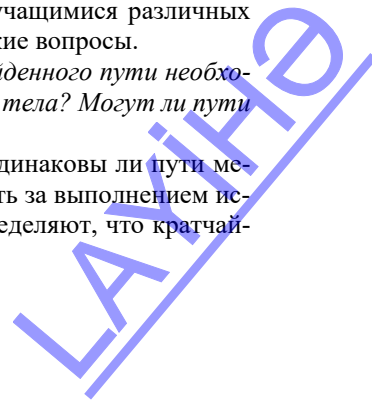 учащимися различных
кие вопросы.
йденного пути необхо-
тела? Могут ли пути
динаковы ли пути ме-
ть за выполнением ис-
еделяют, что кратчай-
LAYİHƏ